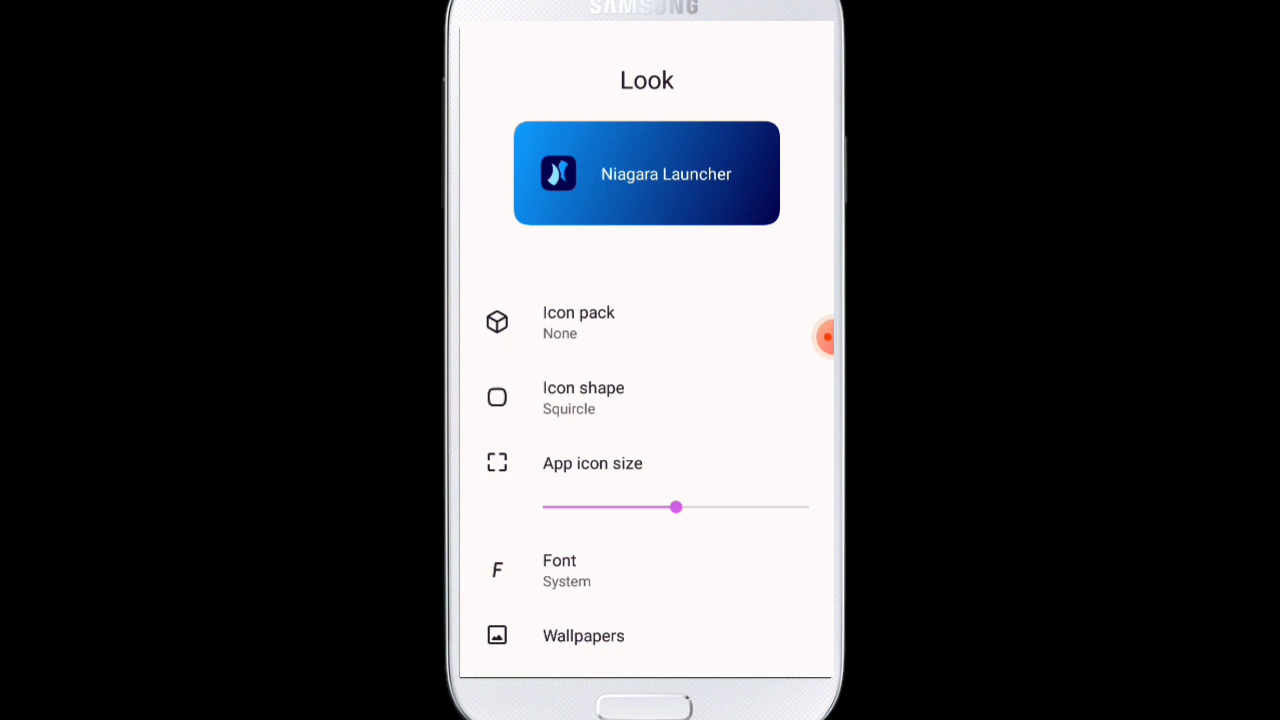 SAMSUNG
Look
Niagara Launcher
Icon pack
None
Icon shape
Squircle
App icon size
Font
System
Wallpapers